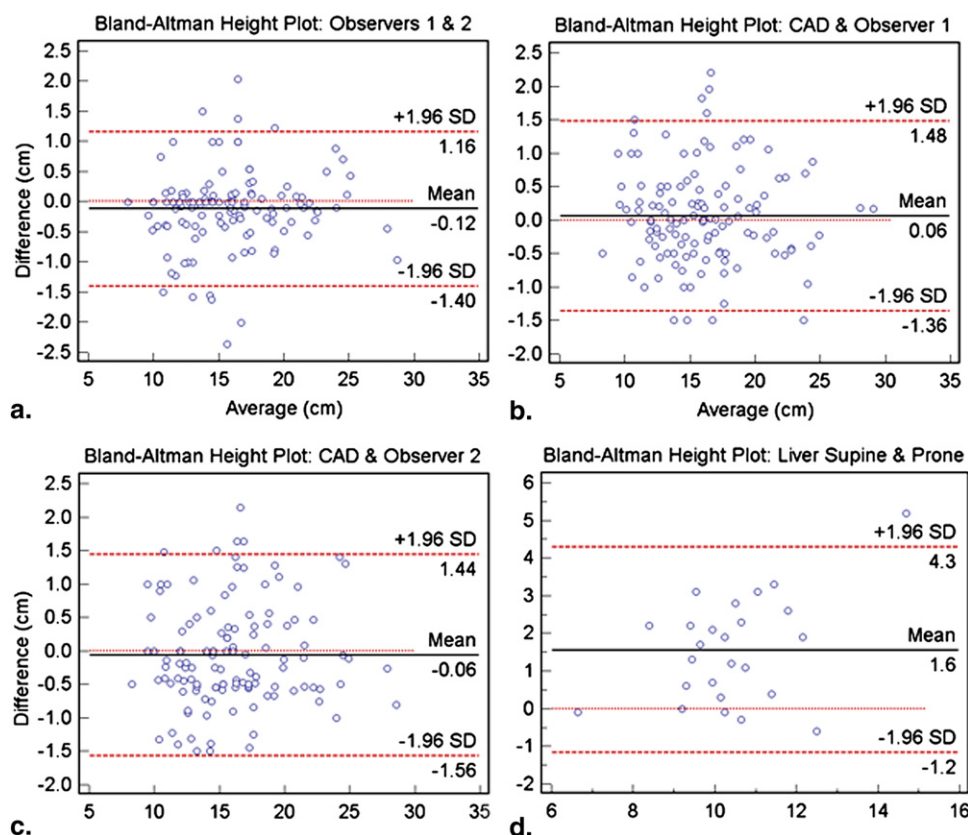 Bland-Altman Height Plot: Observers 1 & 2
2.5
2.0
1.5
1.0
0.5
0.0
-0.5
-1.0
-1.5
-2.0
-2.5
Difference (cm)
+1.96 SD
1.16
Mean
-0.12
-1.96 SD
-1.40
5 10 15 20 25 30 35
Average (cm)
a.
Bland-Altman Height Plot: CAD & Observer 1
2.5
2.0
1.5
1.0
0.5
0.0
-0.5
-1.0
-1.5
-2.0
+1.96 SD
1.48
Mean
0.06
-1.96 SD
-1.36
5 10 15 20 25 30 35
Average (cm)
b.
Bland-Altman Height Plot: CAD & Observer 2
2.5
2.0
1.5
1.0
0.5
0.0
-0.5
-1.0
-1.5
-2.0
Difference (cm)
+1.96 SD
1.44
Mean
-0.06
-1.96 SD
-1.56
5 10 15 20 25 30 35
c.
Bland-Altman Height Plot: Liver Supine & Prone
6
5
4
3
2
1
0
-1
-2
+1.96 SD
4.3
Mean
1.6
-1.96 SD
-1.2
6 8 10 12 14 16
d.